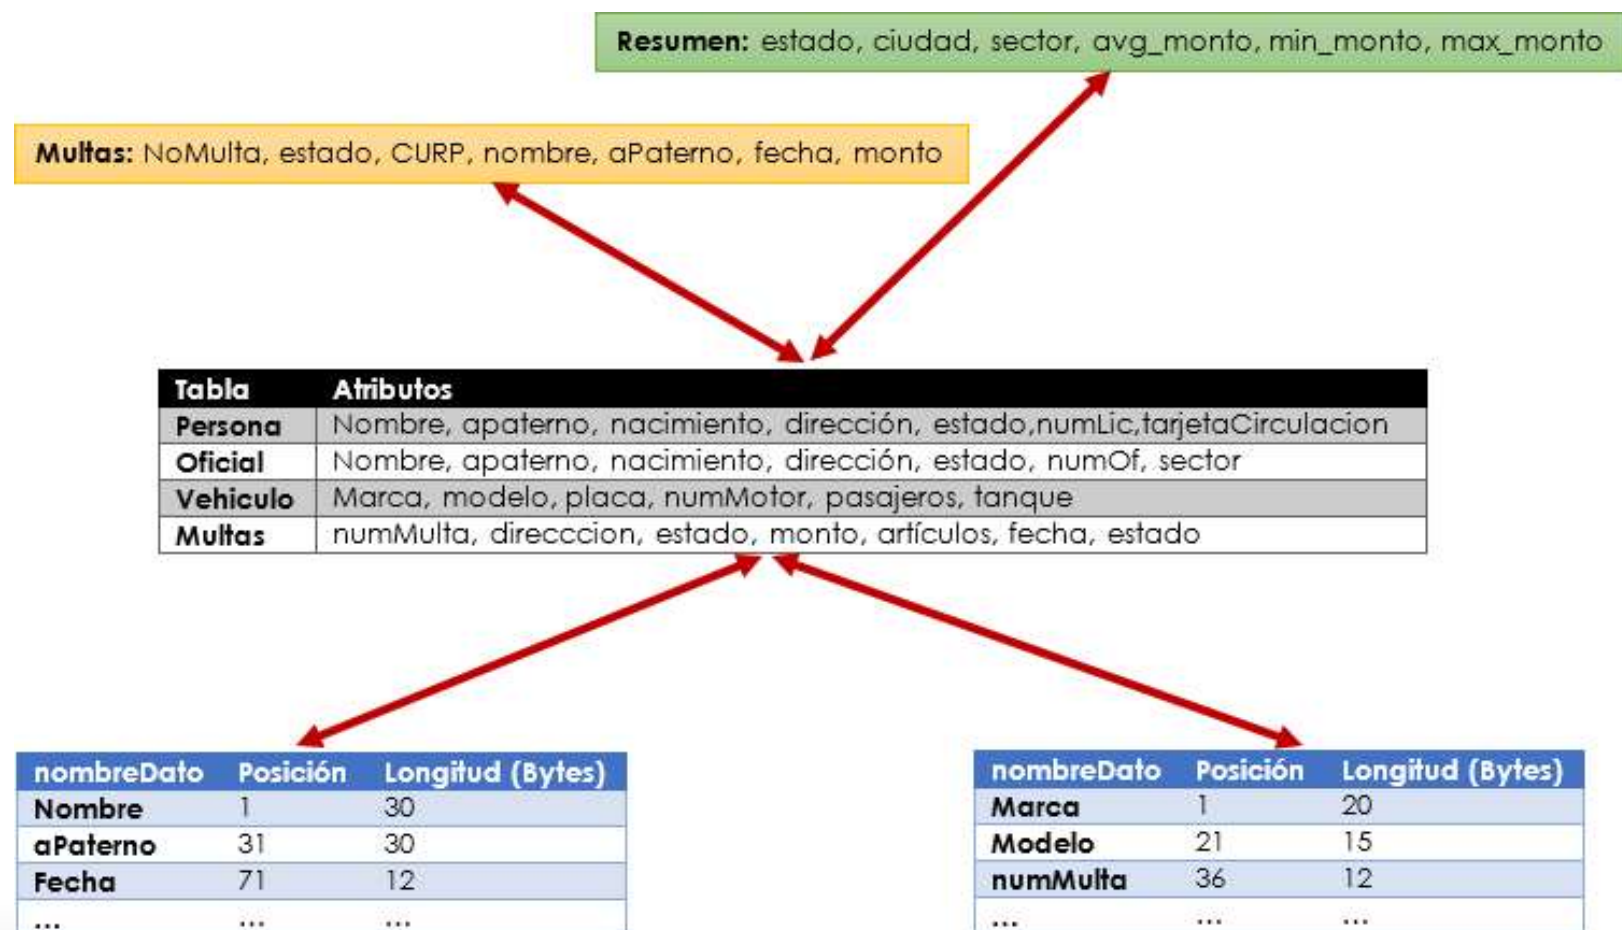 Resumen: estado, ciudad, sector, avg_monto, min_monto, max_monto
Multas: NoMulta, estado, CURP, nombre, aPaterno, fecha, monto
Tabla Atributos
Persona Nombre, apaterno, nacimiento, dirección, estado,numLic,tarjetaCirculacion
Oficial Nombre, apaterno, nacimiento, dirección, estado, numOf, sector
Vehiculo Marca, modelo, placa, numMotor, pasajeros, tanque
Multas numMulta, direcccion, estado, monto, artículos, fecha, estado
nombreDato Posición Longitud (Bytes)
Nombre 1 30
aPaterno 31 30
Fecha 71 12
... ... ...
nombreDato Posición Longitud (Bytes)
Marca 1 20
Modelo 21 15
numMulta 36 12
... ... ...